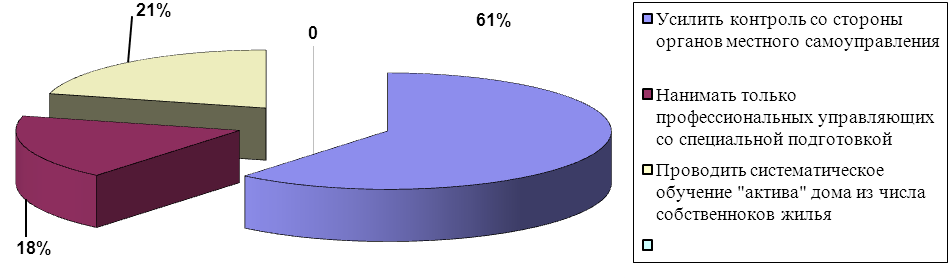 21%
0
61%
18%
Усилить контроль со стороны
органов местного самоуправления
Нанимать только
профессиональных управляющих
со специальной подготовкой
Проводить систематическое
обучение "актива" дома из числа
собственноков жилья